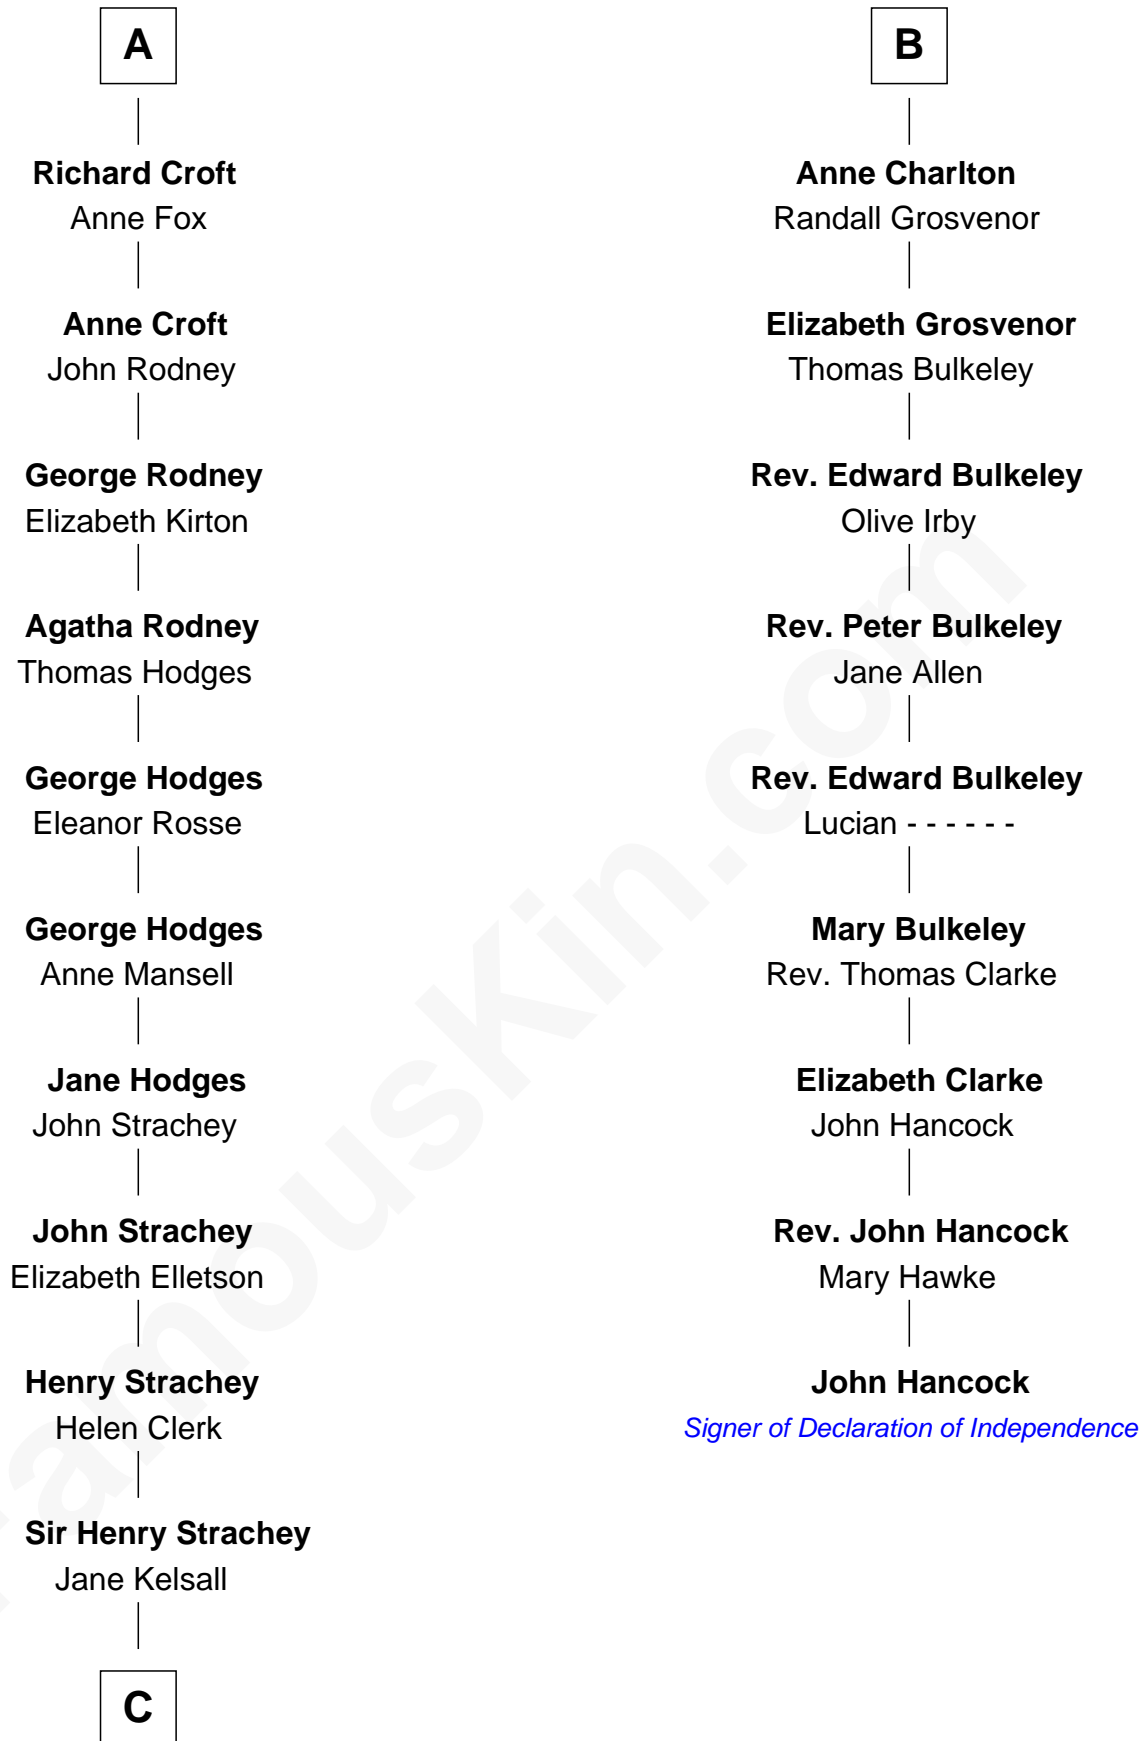 A
Richard Croft
Anne Fox
Anne Croft
John Rodney
George Rodney
Elizabeth Kirton
Agatha Rodney
Thomas Hodges
George Hodges
Eleanor Rosse
George Hodges
Anne Mansell
Jane Hodges
John Strachey
John Strachey
Elizabeth Elletson
Henry Strachey
Helen Clerk
Sir Henry Strachey
Jane Kelsall
C
B
Anne Charlton
Randall Grosvenor
Elizabeth Grosvenor
Thomas Bulkeley
Rev. Edward Bulkeley
Olive Irby
Rev. Peter Bulkeley
Jane Allen
Rev. Edward Bulkeley
Lucian - - - - - -
Mary Bulkeley
Rev. Thomas Clarke
Elizabeth Clarke
John Hancock
Rev. John Hancock
Mary Hawke
John Hancock
Signer of Declaration of Independence
FamousKin.com